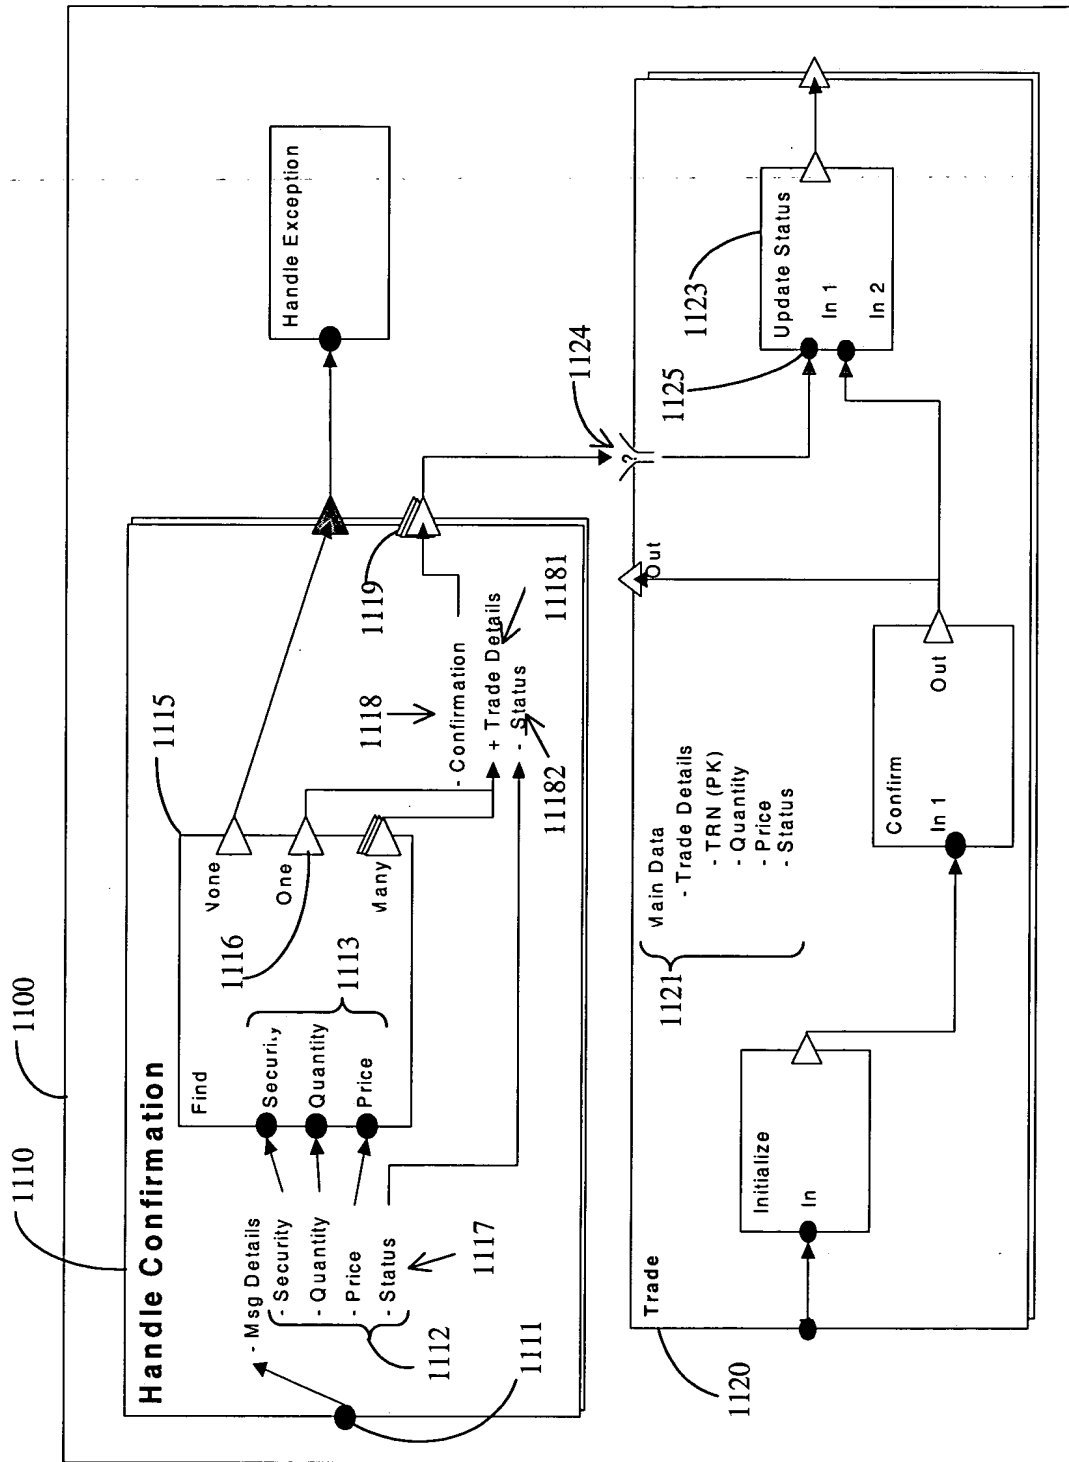 1100
1110
Handle Confirmation
1111
- Msg Details
- Security
- Quantity
- Price
- Status
1112
1117
Find
Security
Quantity
Price
1113
1116
None
One
Many
1115
1118
- Confirmation
+ Trade Details
- Status
11181
11182
1119
Handle Exception
1120
Trade
Initialize
In
1121
Main Data
- Trade Details
- TRN (PK)
- Quantity
- Price
- Status
Confirm
In 1
Out
Out
?
1124
1125
1123
Update Status
In 1
In 2